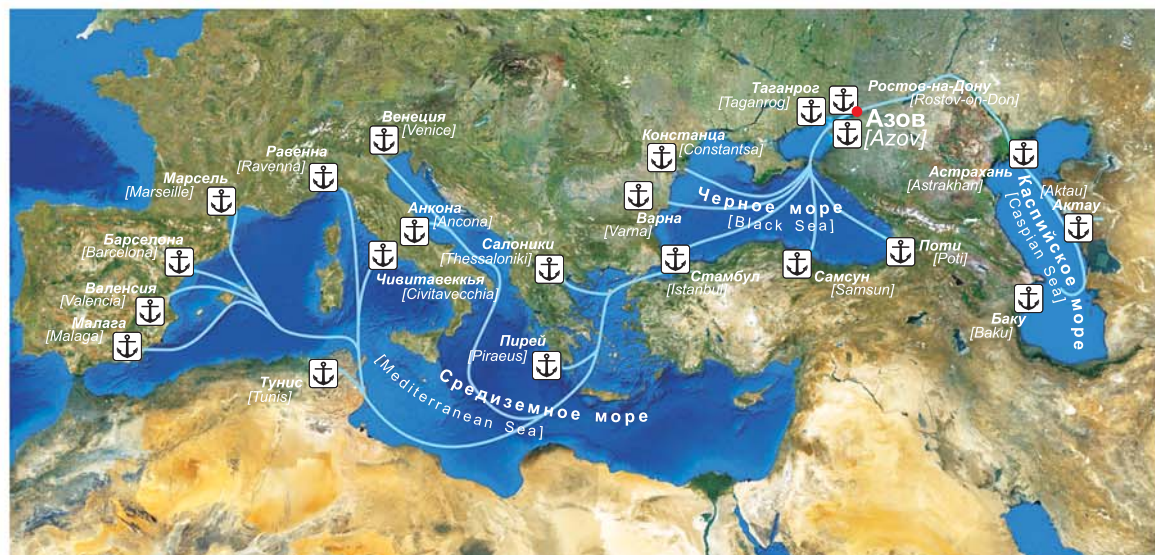 Венеция
[Venice]
Равенна
[Ravenna]
Марсель
[Marseille]
Барселона
[Barcelona]
Валенсия
[Valencia]
Малага
[Malaga]
Анкона
[Ancona]
Чивитавеккья
[Civitavecchia]
Тунис
[Tunis]
Салоники
[Thessaloniki]
Пирей
[Piraeus]
Средиземное море
[Mediterranean Sea]
Таганрог
[Taganrog]
Ростов-на-Дону
[Rostov-on-Don]
Азов
[Azov]
Констанца
[Constantsa]
Варна
[Varna]
Черное море
[Black Sea]
Стамбул
[Istanbul]
Самсун
[Samsun]
Поти
[Poti]
Астрахань
[Astrakhan]
[Aktau]
Актау
Каспийское море
[Caspian Sea]
Баку
[Baku]